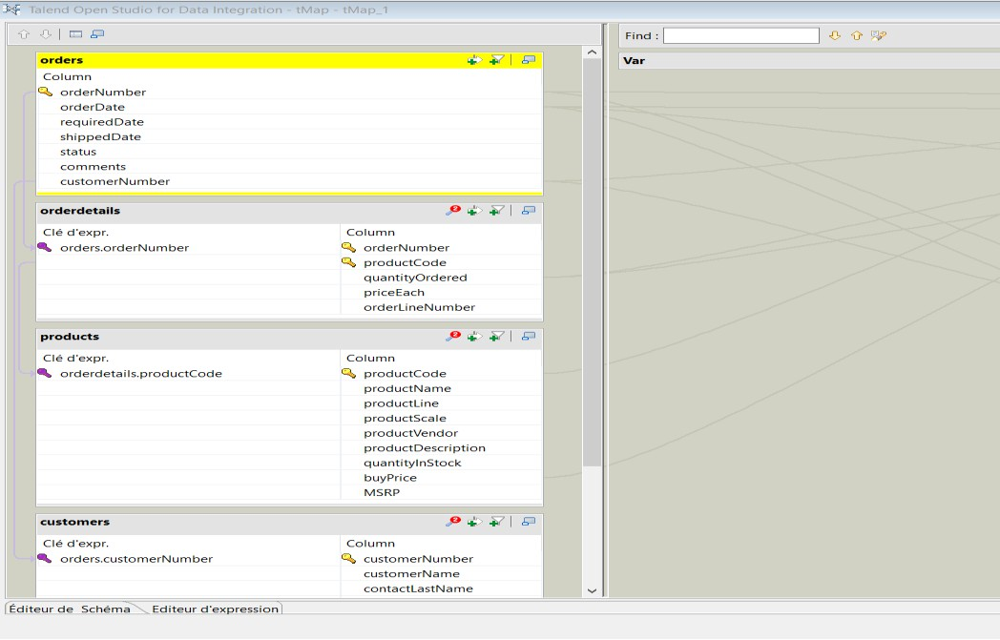 Talend Open Studio for Data Integration - tMap - tMap_1
Find :
Var
orders
Column
orderNumber
orderDate
requiredDate
shippedDate
status
comments
customerNumber
orderdetails
Clé d'expr. Column
orders.orderNumber orderNumber
productCode
quantityOrdered
priceEach
orderLineNumber
products
Clé d'expr. Column
orderdetails.productCode productCode
productName
productLine
productScale
productVendor
productDescription
quantityInStock
buyPrice
MSRP
customers
Clé d'expr. Column
orders.customerNumber customerNumber
customerName
contactLastName
Éditeur de Schéma Editeur d'expression